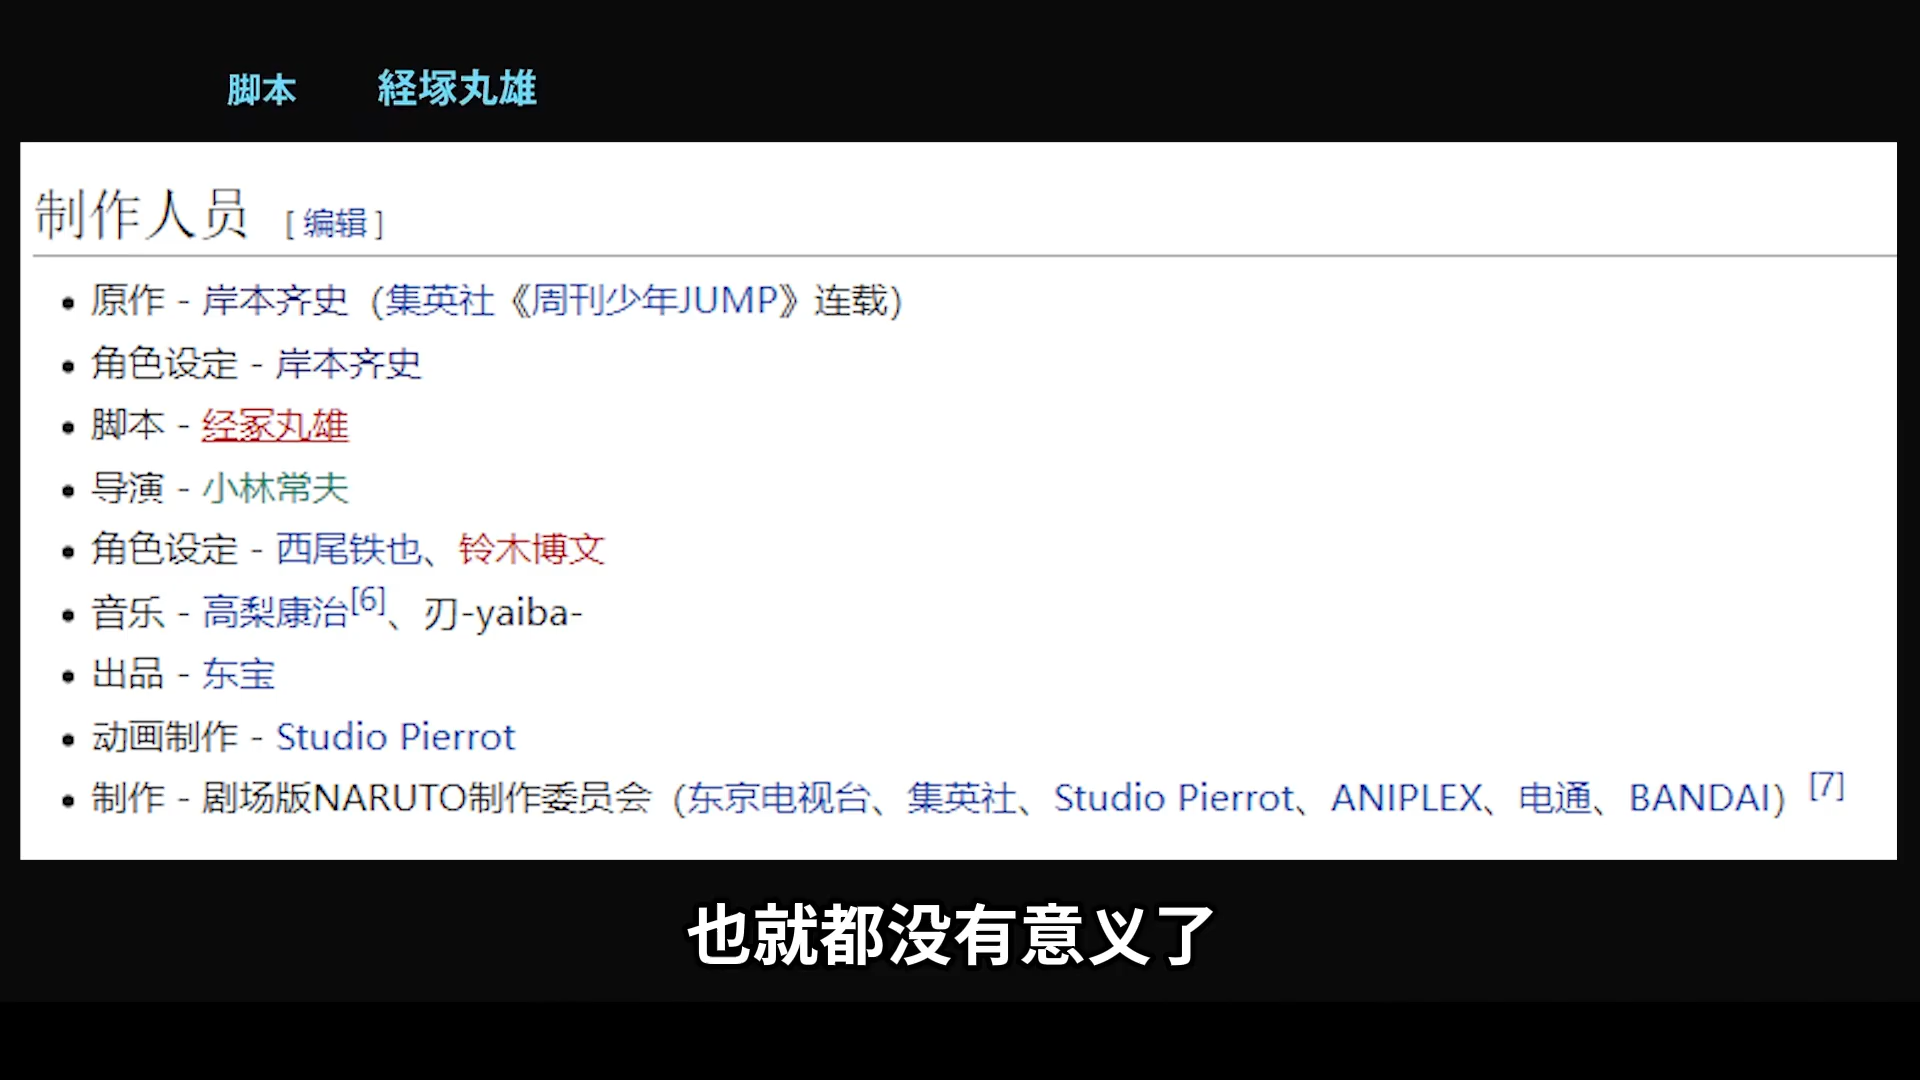 脚本 経塚丸雄
制作人员 [编辑]
原作 - 岸本齐史（集英社《周刊少年JUMP》连载）
角色设定 - 岸本齐史
脚本 - 经冢丸雄
导演 - 小林常夫
角色设定 - 西尾铁也、铃木博文
音乐 - 高梨康治[6]、刃-yaiba-
出品 - 东宝
动画制作 - Studio Pierrot
制作 - 剧场版NARUTO制作委员会（东京电视台、集英社、Studio Pierrot、ANIPLEX、电通、BANDAI）[7]
也就都没有意义了